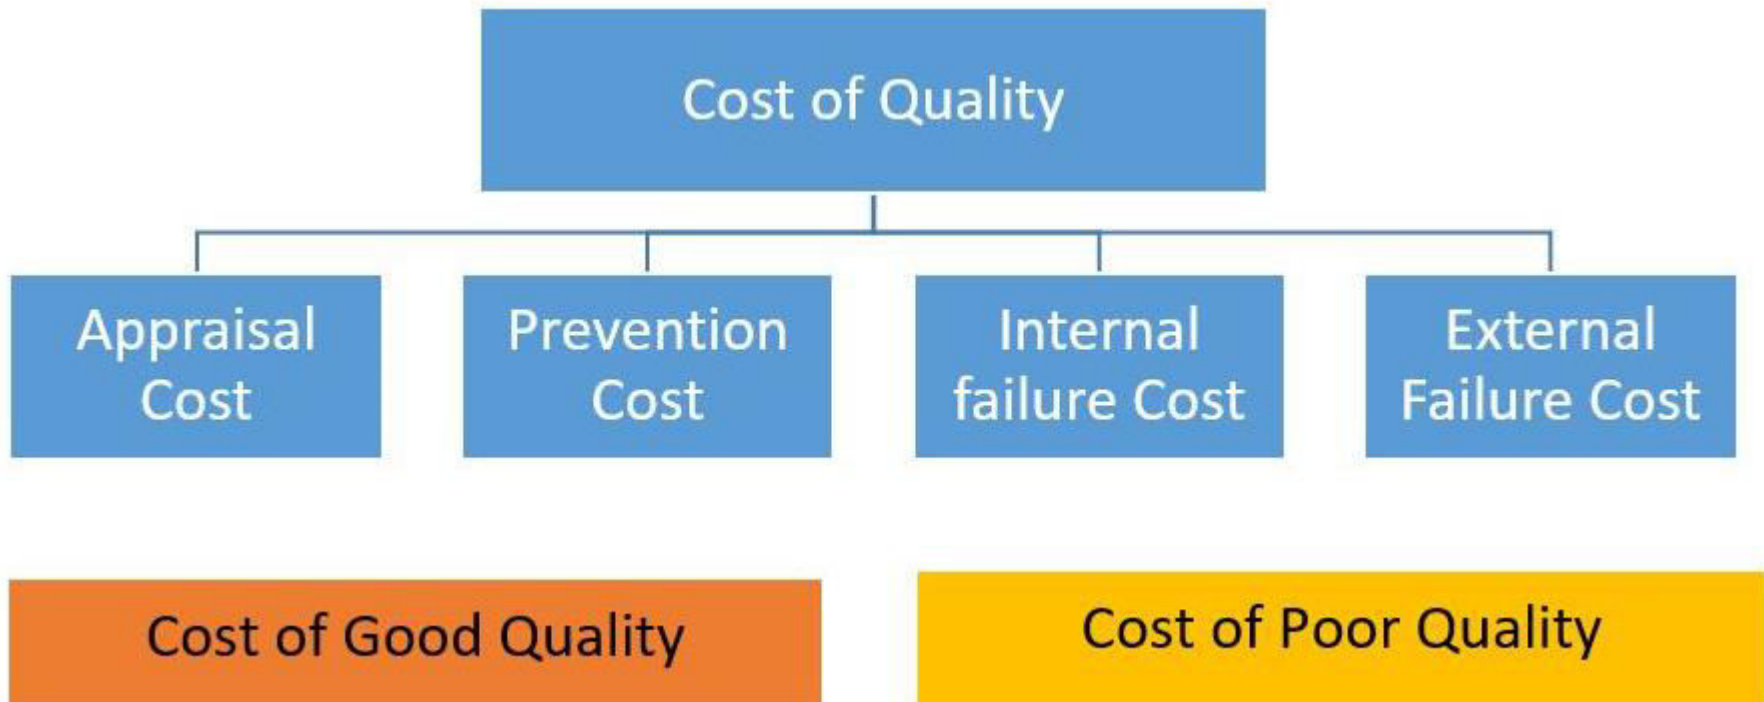 Cost of Quality
Appraisal
Cost
Prevention
Cost
Internal
failure Cost
External
Failure Cost
Cost of Good Quality
Cost of Poor Quality